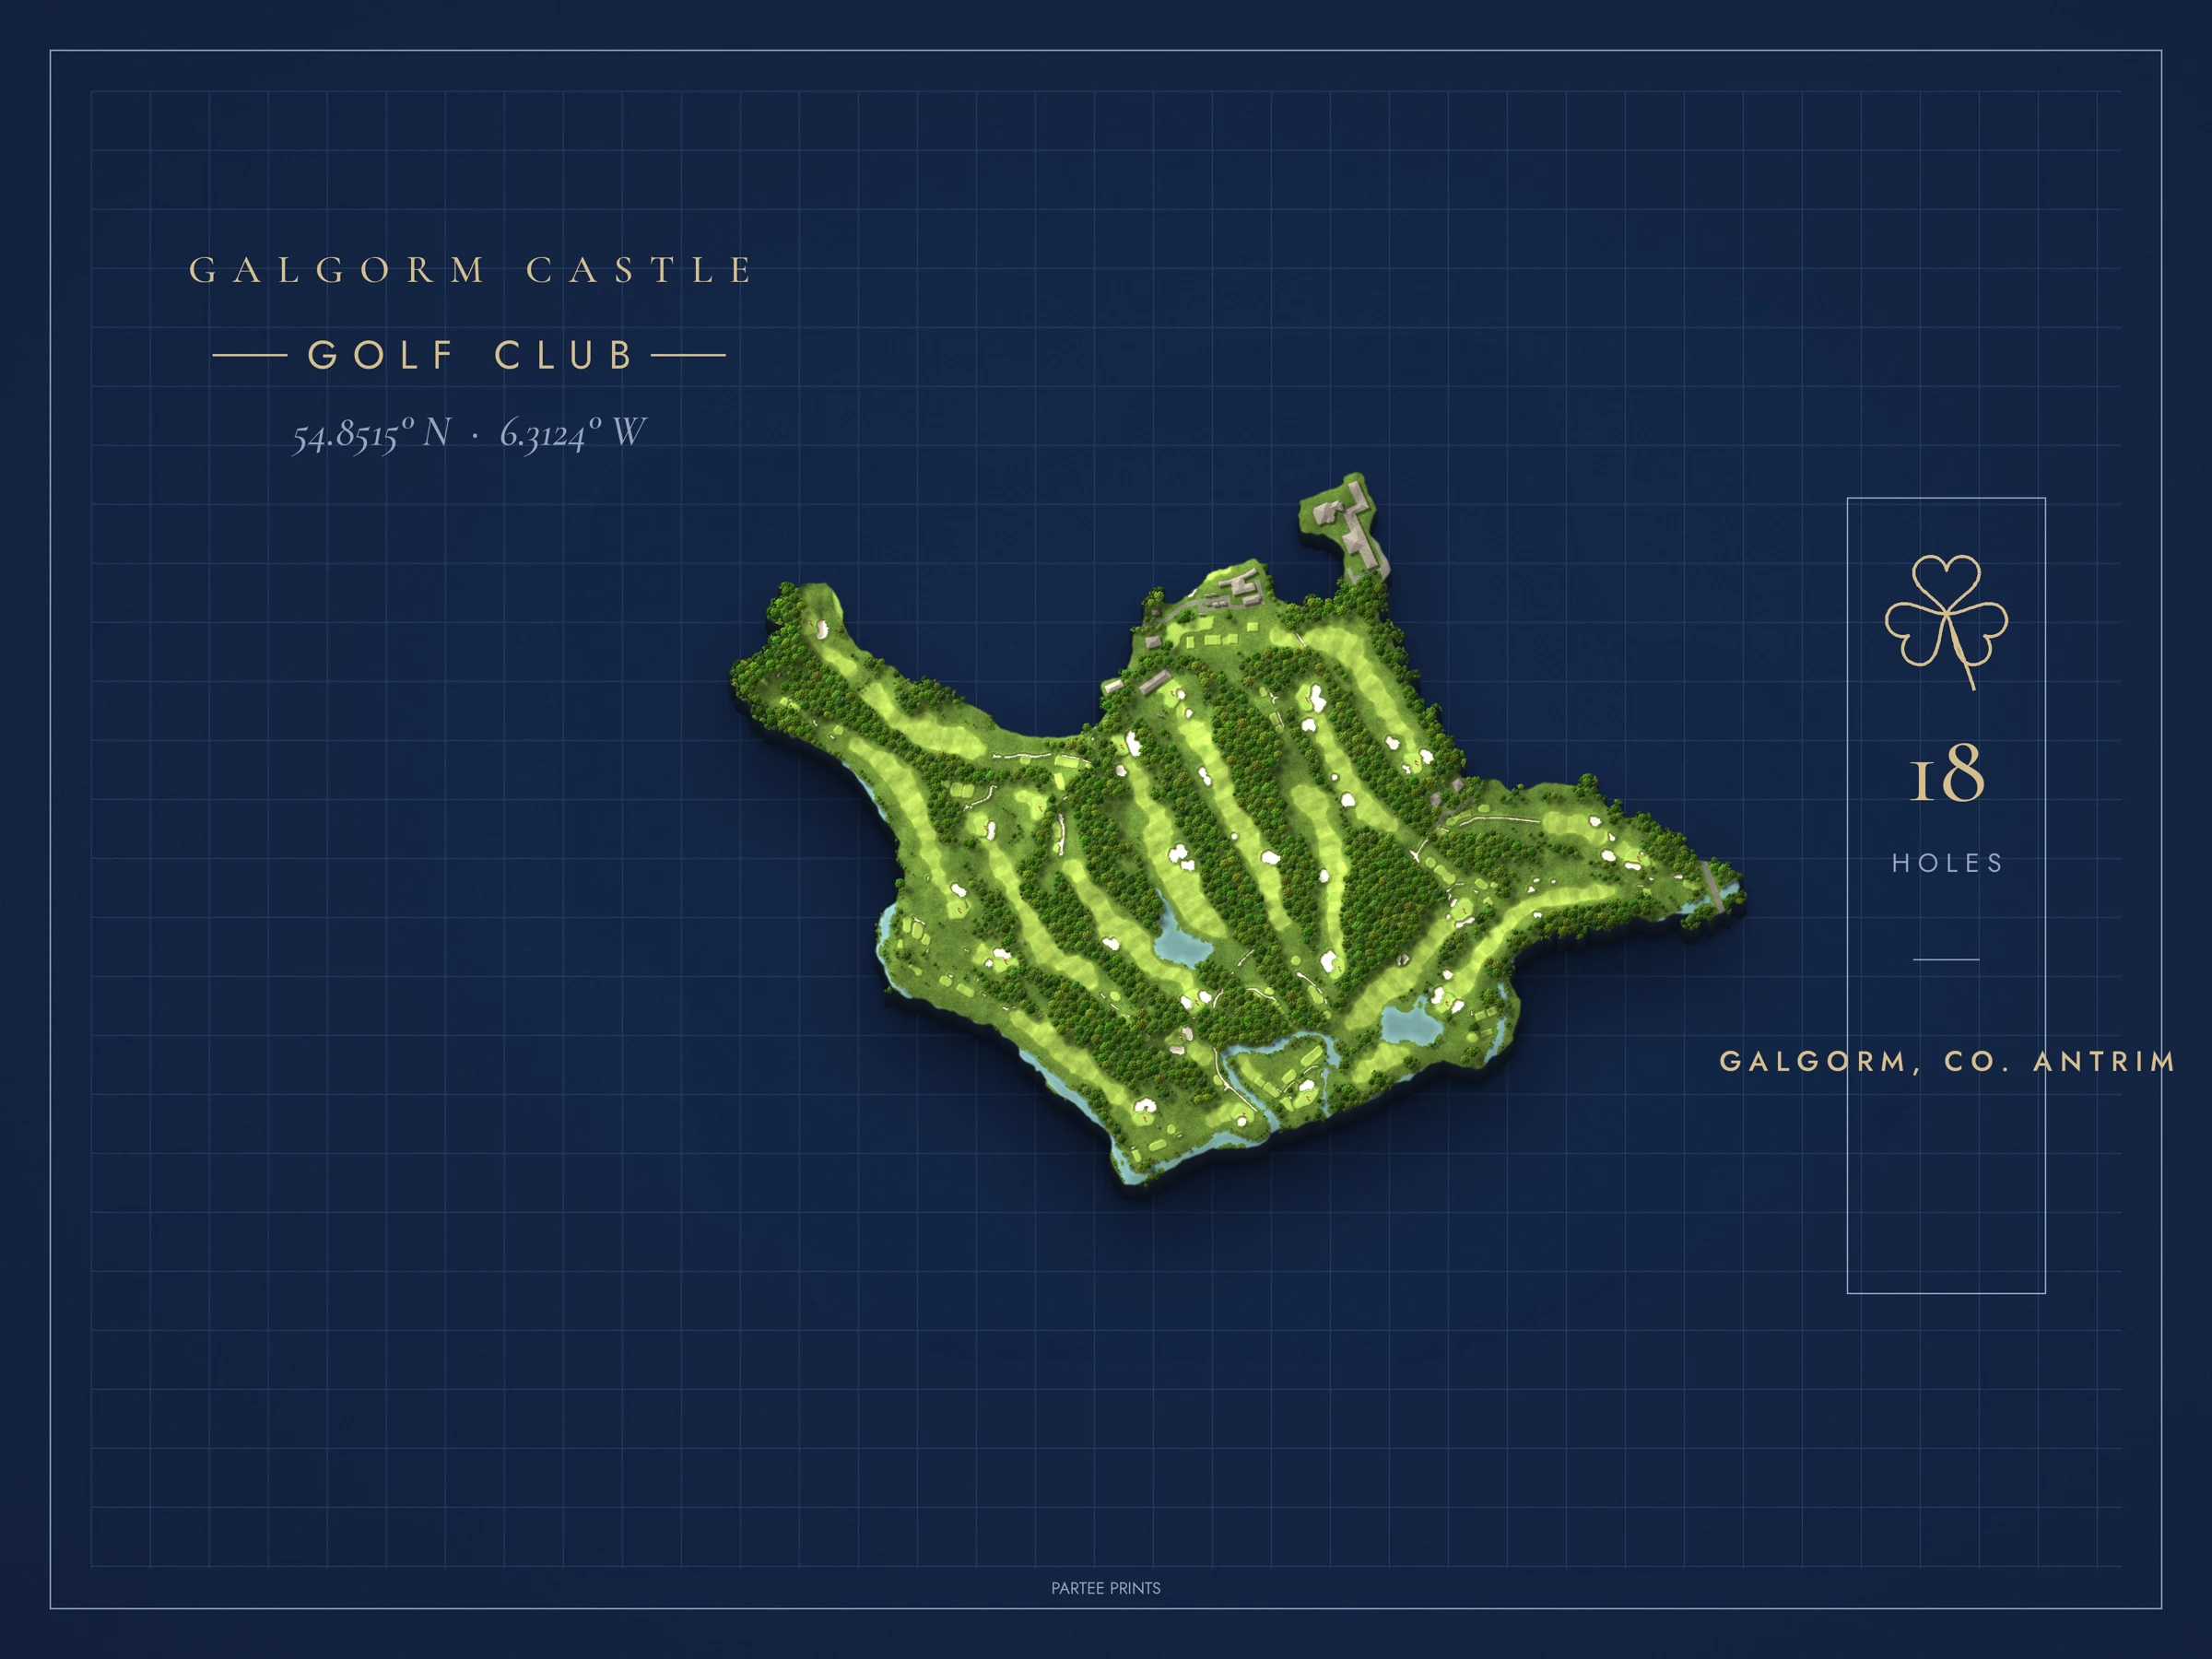 GALGORM CASTLE
GOLF CLUB
54.8515° N · 6.3124° W
18
HOLES
GALGORM, CO. ANTRIM
PARTEE PRINTS